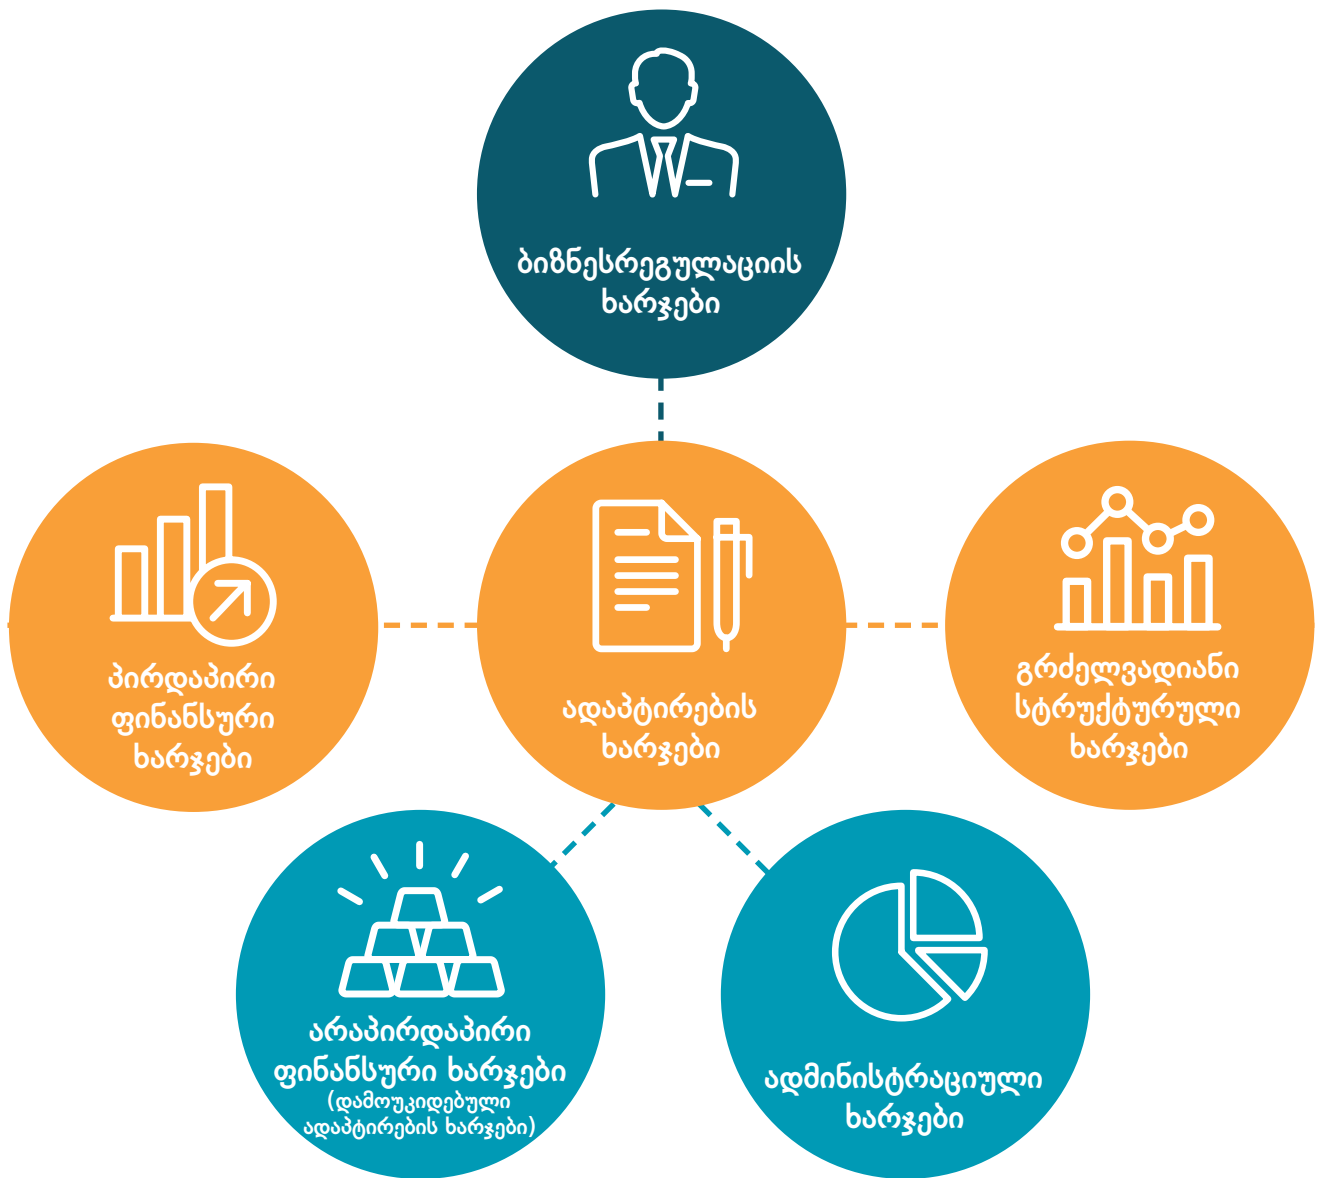 ბიზნესრეგულაციის
ხარჯები
პირდაპირი
ფინანსური
ხარჯები
ადაპტირების
ხარჯები
გრძელვადიანი
სტრუქტურული
ხარჯები
არაპირდაპირი
ფინანსური ხარჯები
(დამოუკიდებული
ადაპტირების ხარჯები)
ადმინისტრაციული
ხარჯები